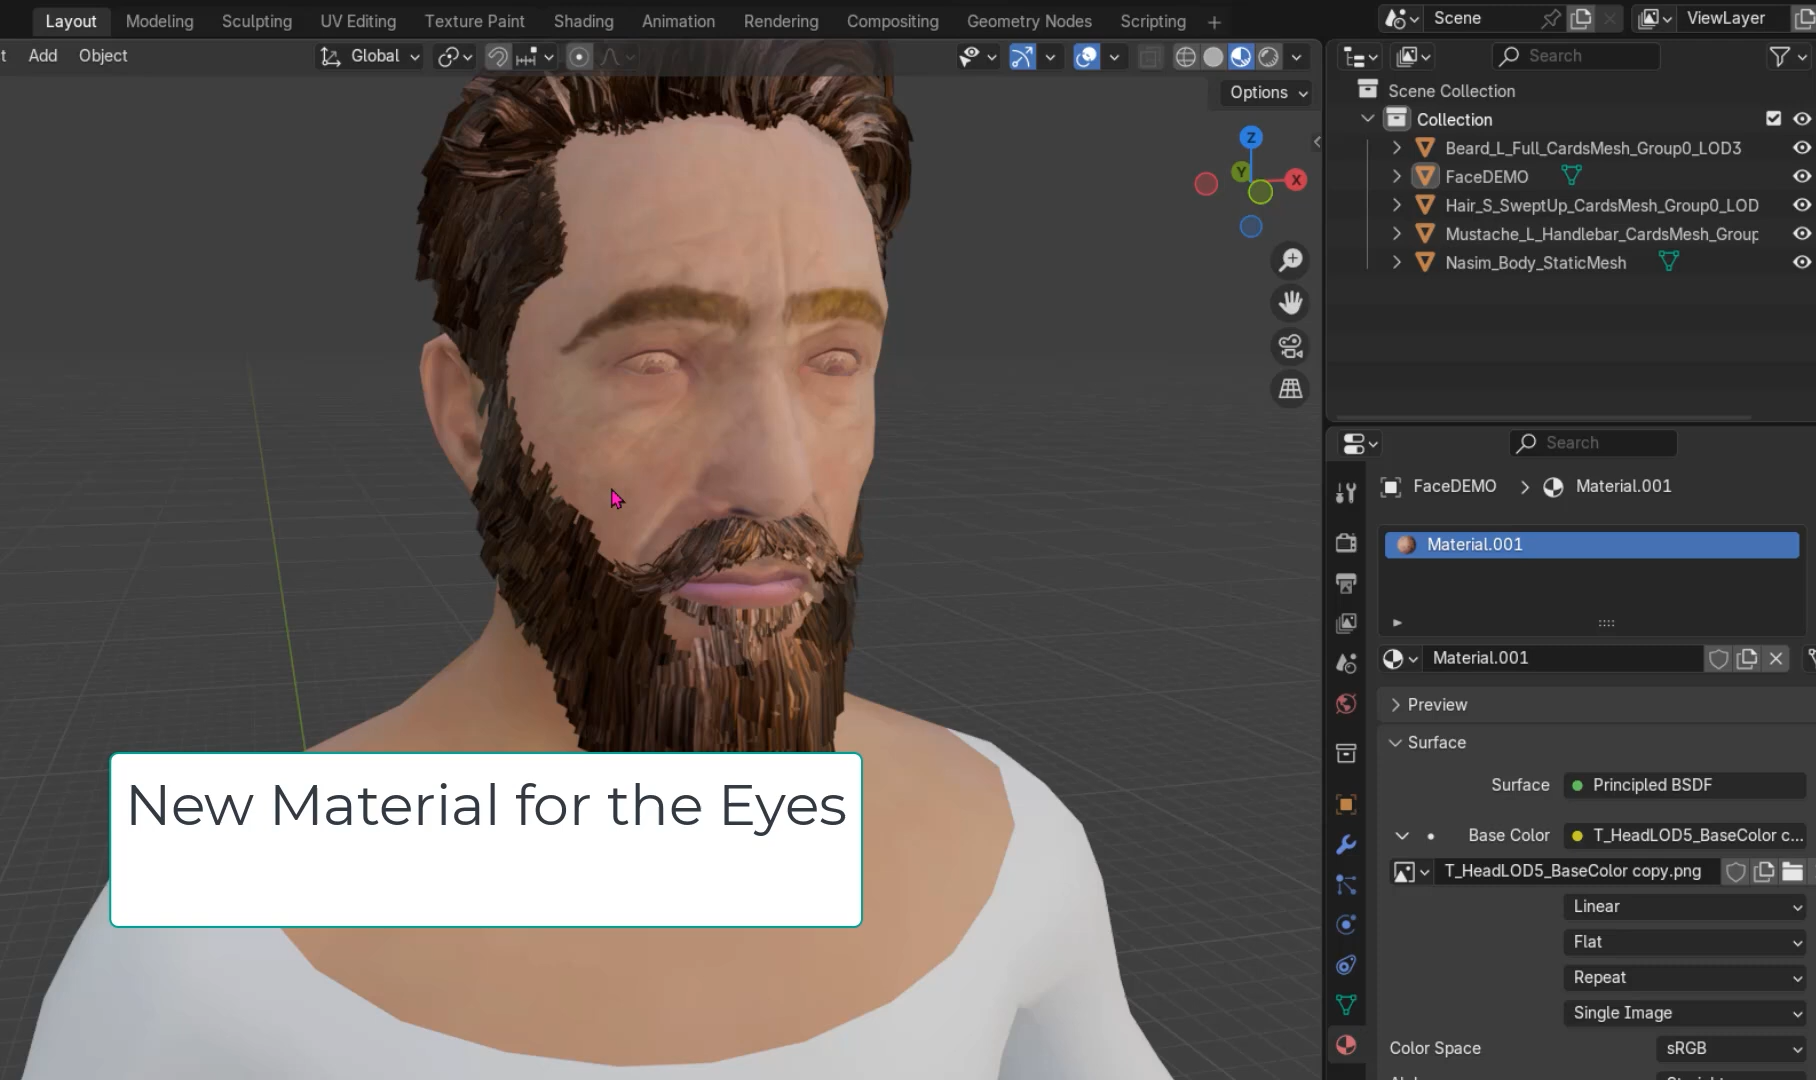 Layout Modeling Sculpting UV Editing Texture Paint Shading Animation Rendering Compositing Geometry Nodes Scripting +
Scene
ViewLayer
t Add Object
Global
Options
Z
Y
X
Search
Scene Collection
Collection
Beard_L_Full_CardsMesh_Group0_LOD3
FaceDEMO
Hair_S_SweptUp_CardsMesh_Group0_LOD
Mustache_L_Handlebar_CardsMesh_Group
Nasim_Body_StaticMesh
Search
FaceDEMO > Material.001
Material.001
Material.001
Preview
Surface
Surface Principled BSDF
Base Color T_HeadLOD5_BaseColor c...
T_HeadLOD5_BaseColor copy.png
Linear
Flat
Repeat
Single Image
Color Space sRGB
New Material for the Eyes